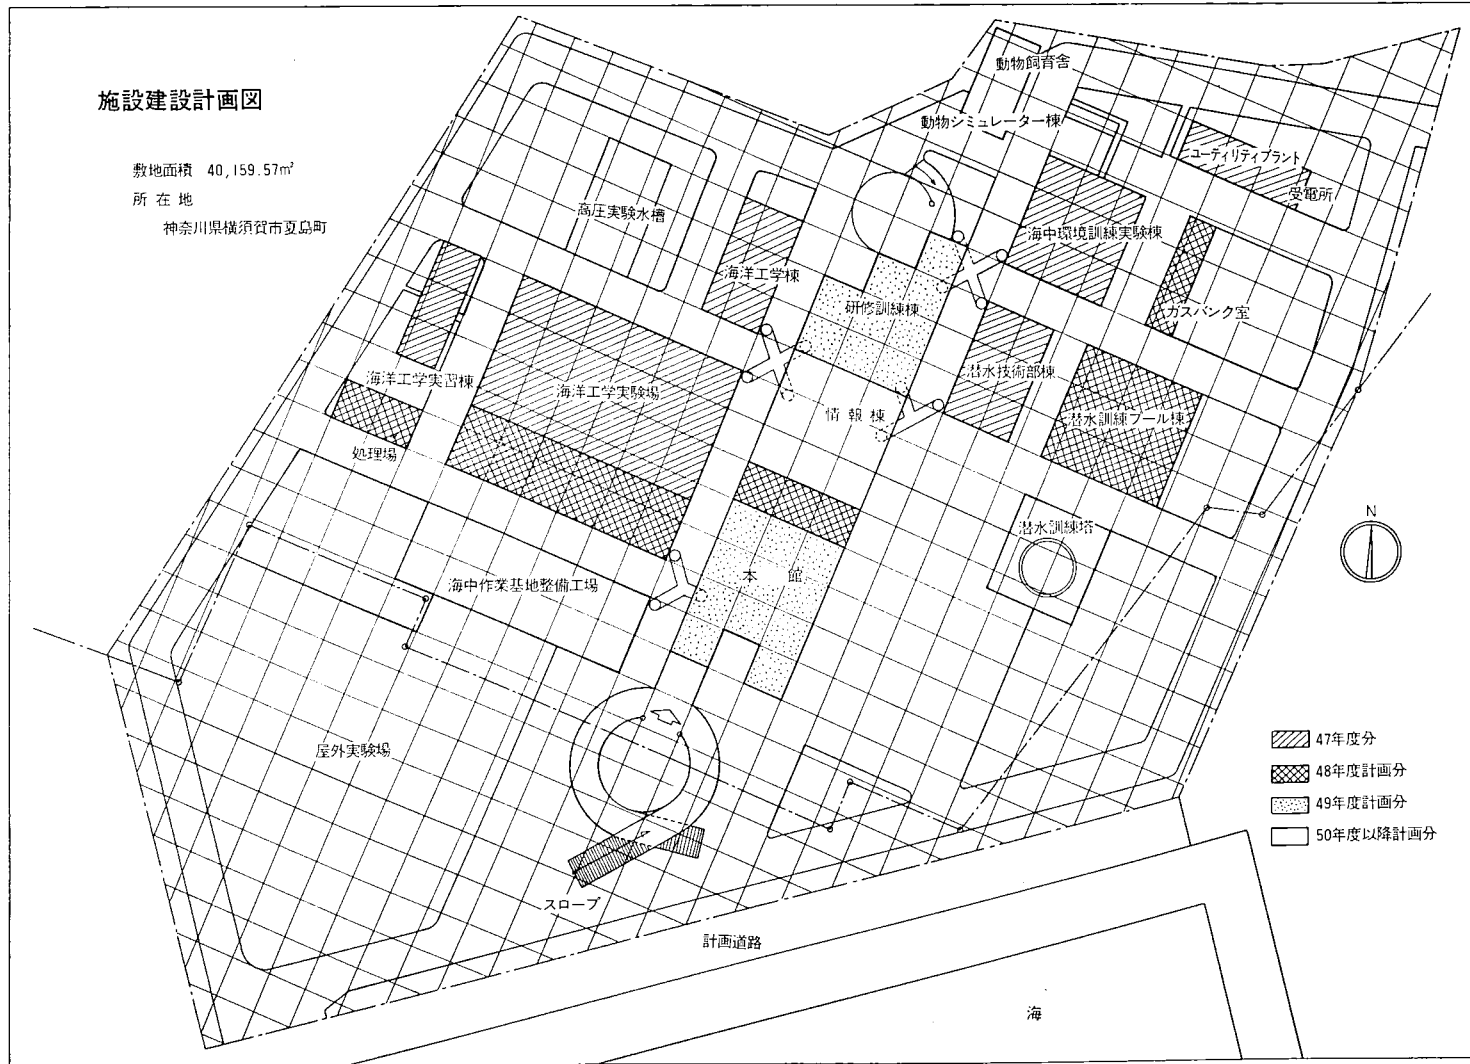 施設建設計画図
敷地面積 40,159.57m²
所在地
神奈川県横須賀市夏島町
動物飼育舎
動物シミュレーター棟
ユーティリティプラント
受電所
高圧実験水槽
海洋工学棟
海中環境訓練実験棟
研修訓練棟
ガスバンク室
海洋工学実習棟
海洋工学実験場
情報棟
潜水技術部棟
潜水訓練プール棟
処理場
潜水訓練塔
N
海中作業基地整備工場
本館
屋外実験場
47年度分
48年度計画分
49年度計画分
50年度以降計画分
スロープ
計画道路
海